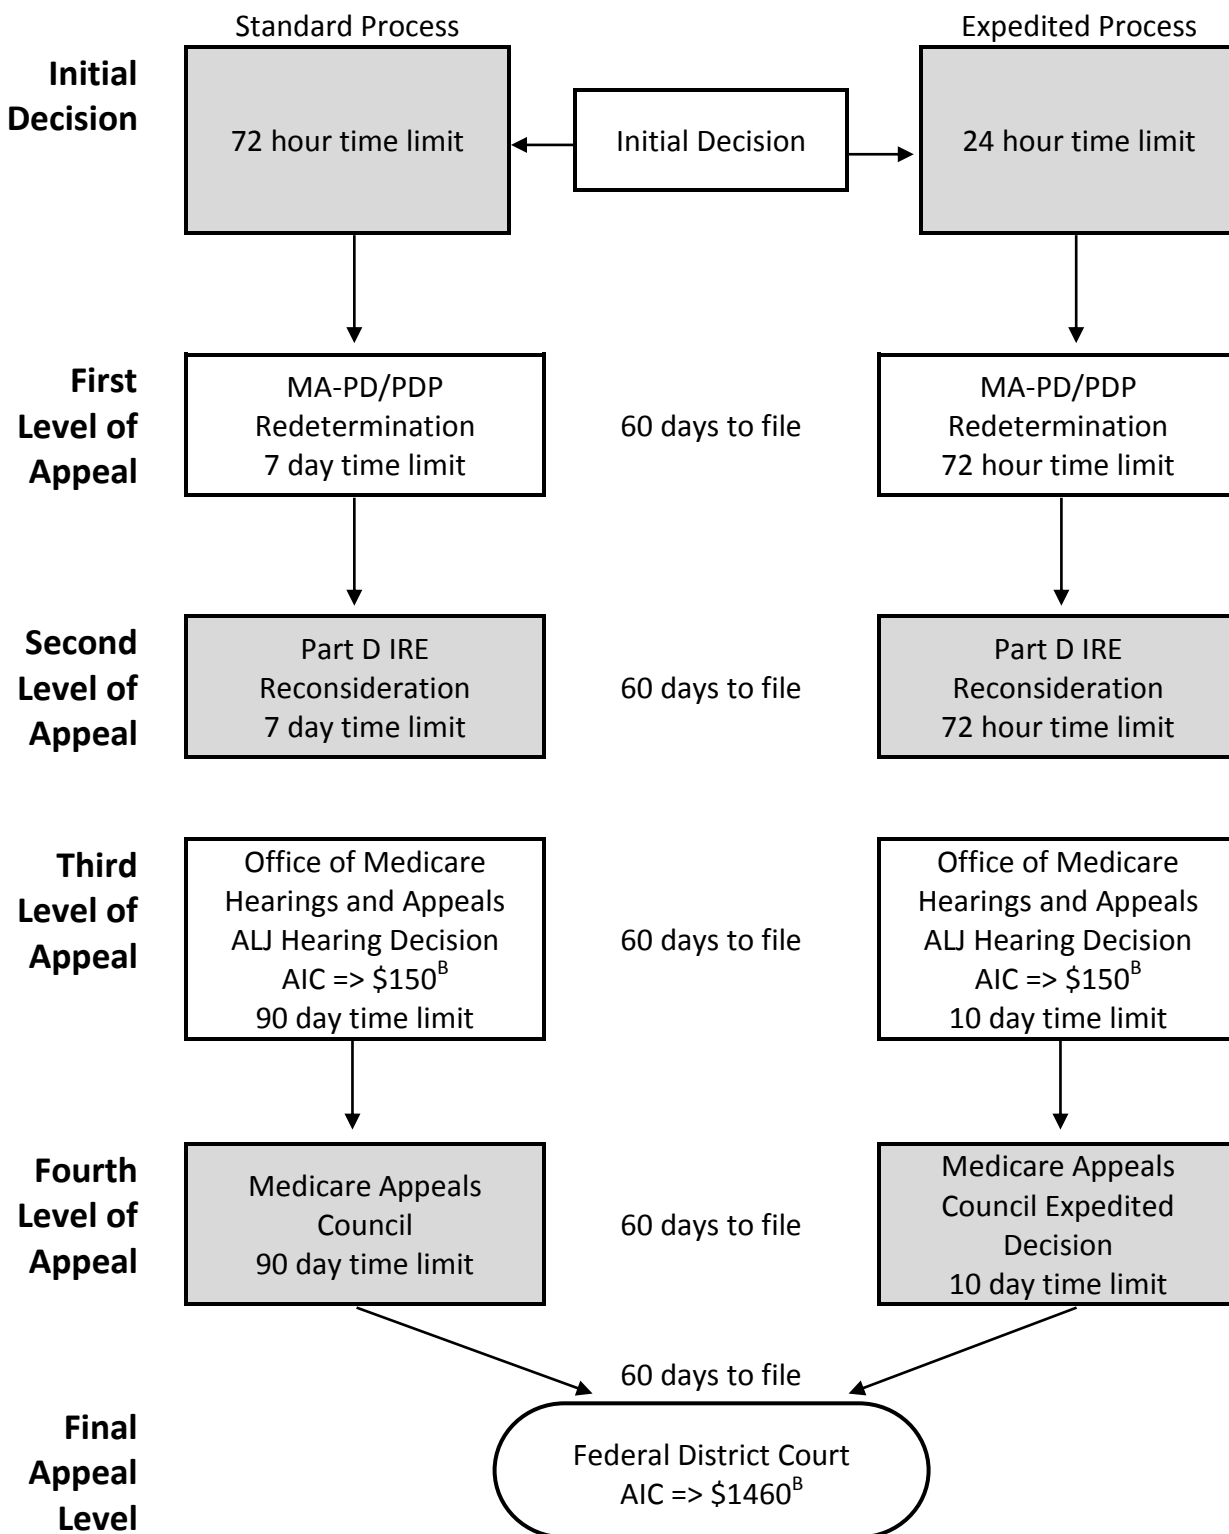 Standard Process
Expedited Process
Initial
Decision
72 hour time limit
Initial Decision
24 hour time limit
First
Level of
Appeal
MA-PD/PDP
Redetermination
7 day time limit
60 days to file
MA-PD/PDP
Redetermination
72 hour time limit
Second
Level of
Appeal
Part D IRE
Reconsideration
7 day time limit
60 days to file
Part D IRE
Reconsideration
72 hour time limit
Third
Level of
Appeal
Office of Medicare
Hearings and Appeals
ALJ Hearing Decision
AIC => $150ᴮ
90 day time limit
60 days to file
Office of Medicare
Hearings and Appeals
ALJ Hearing Decision
AIC => $150ᴮ
10 day time limit
Fourth
Level of
Appeal
Medicare Appeals
Council
90 day time limit
60 days to file
Medicare Appeals
Council Expedited
Decision
10 day time limit
60 days to file
Final
Appeal
Level
Federal District Court
AIC => $1460ᴮ